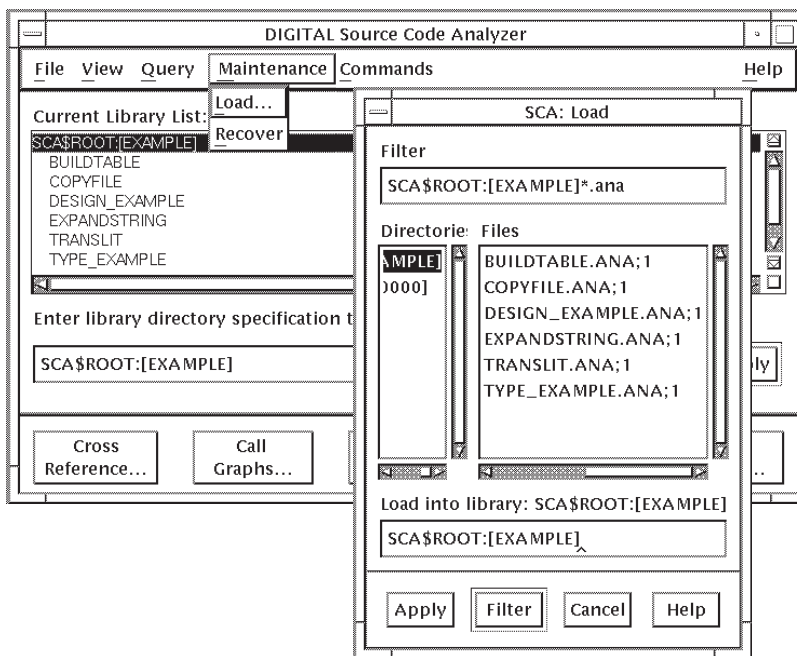 DIGITAL Source Code Analyzer
File View Query Maintenance Commands Help
Load...
Recover
Current Library List:
SCA$ROOT:[EXAMPLE]
BUILDTABLE
COPYFILE
DESIGN_EXAMPLE
EXPANDSTRING
TRANSLIT
TYPE_EXAMPLE
Enter library directory specification t
SCA$ROOT:[EXAMPLE]
ly
Cross
Reference...
Call
Graphs...
..
SCA: Load
Filter
SCA$ROOT:[EXAMPLE]*.ana
Directorie Files
AMPLE]
0000]
BUILDTABLE.ANA;1
COPYFILE.ANA;1
DESIGN_EXAMPLE.ANA;1
EXPANDSTRING.ANA;1
TRANSLIT.ANA;1
TYPE_EXAMPLE.ANA;1
Load into library: SCA$ROOT:[EXAMPLE]
SCA$ROOT:[EXAMPLE]
Apply Filter Cancel Help